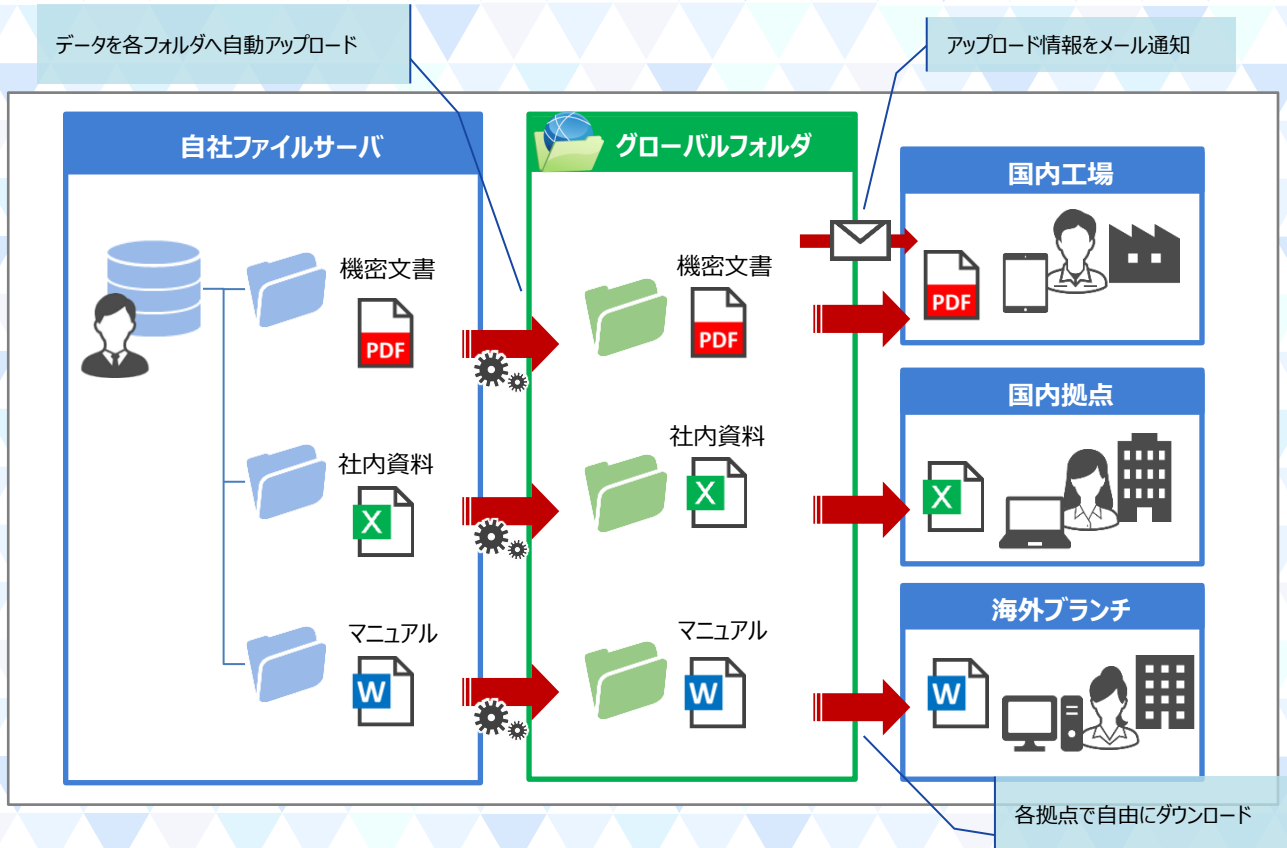 データを各フォルダへ自動アップロード
アップロード情報をメール通知
自社ファイルサーバ
機密文書
PDF
社内資料
X
マニュアル
W
グローバルフォルダ
機密文書
PDF
社内資料
X
マニュアル
W
国内工場
PDF
国内拠点
X
海外ブランチ
W
各拠点で自由にダウンロード